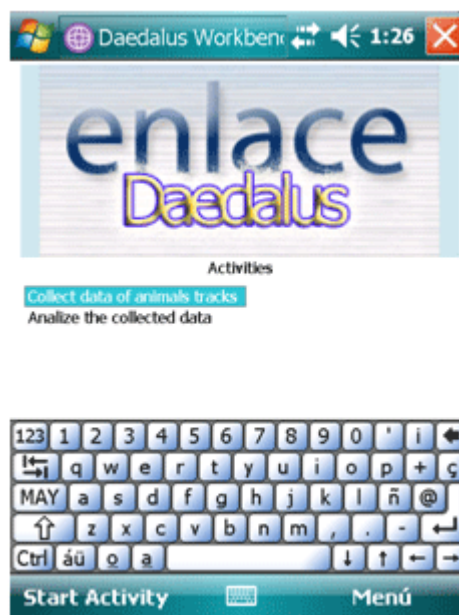 Daedalus Workben 1:26
enlace
Daedalus
Activities
Collect data of animals tracks
Analize the collected data
123 1 2 3 4 5 6 7 8 9 0 ' i
q w e r t y u i o p + ç
MAY a s d f g h j k l ñ @
z x c v b n m , . -
Ctrl áü o a
Start Activity Menú